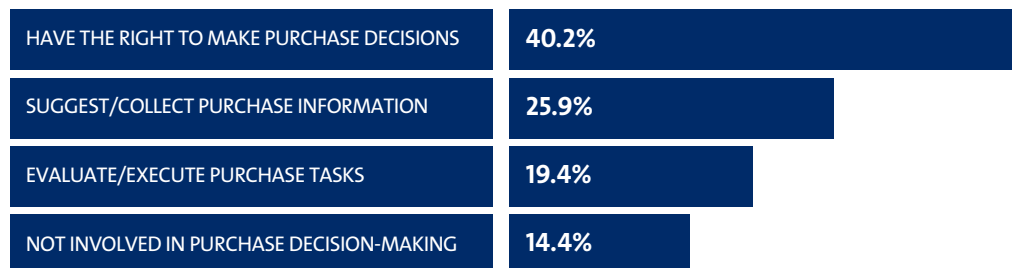 HAVE THE RIGHT TO MAKE PURCHASE DECISIONS 40.2%
SUGGEST/COLLECT PURCHASE INFORMATION 25.9%
EVALUATE/EXECUTE PURCHASE TASKS 19.4%
NOT INVOLVED IN PURCHASE DECISION-MAKING 14.4%